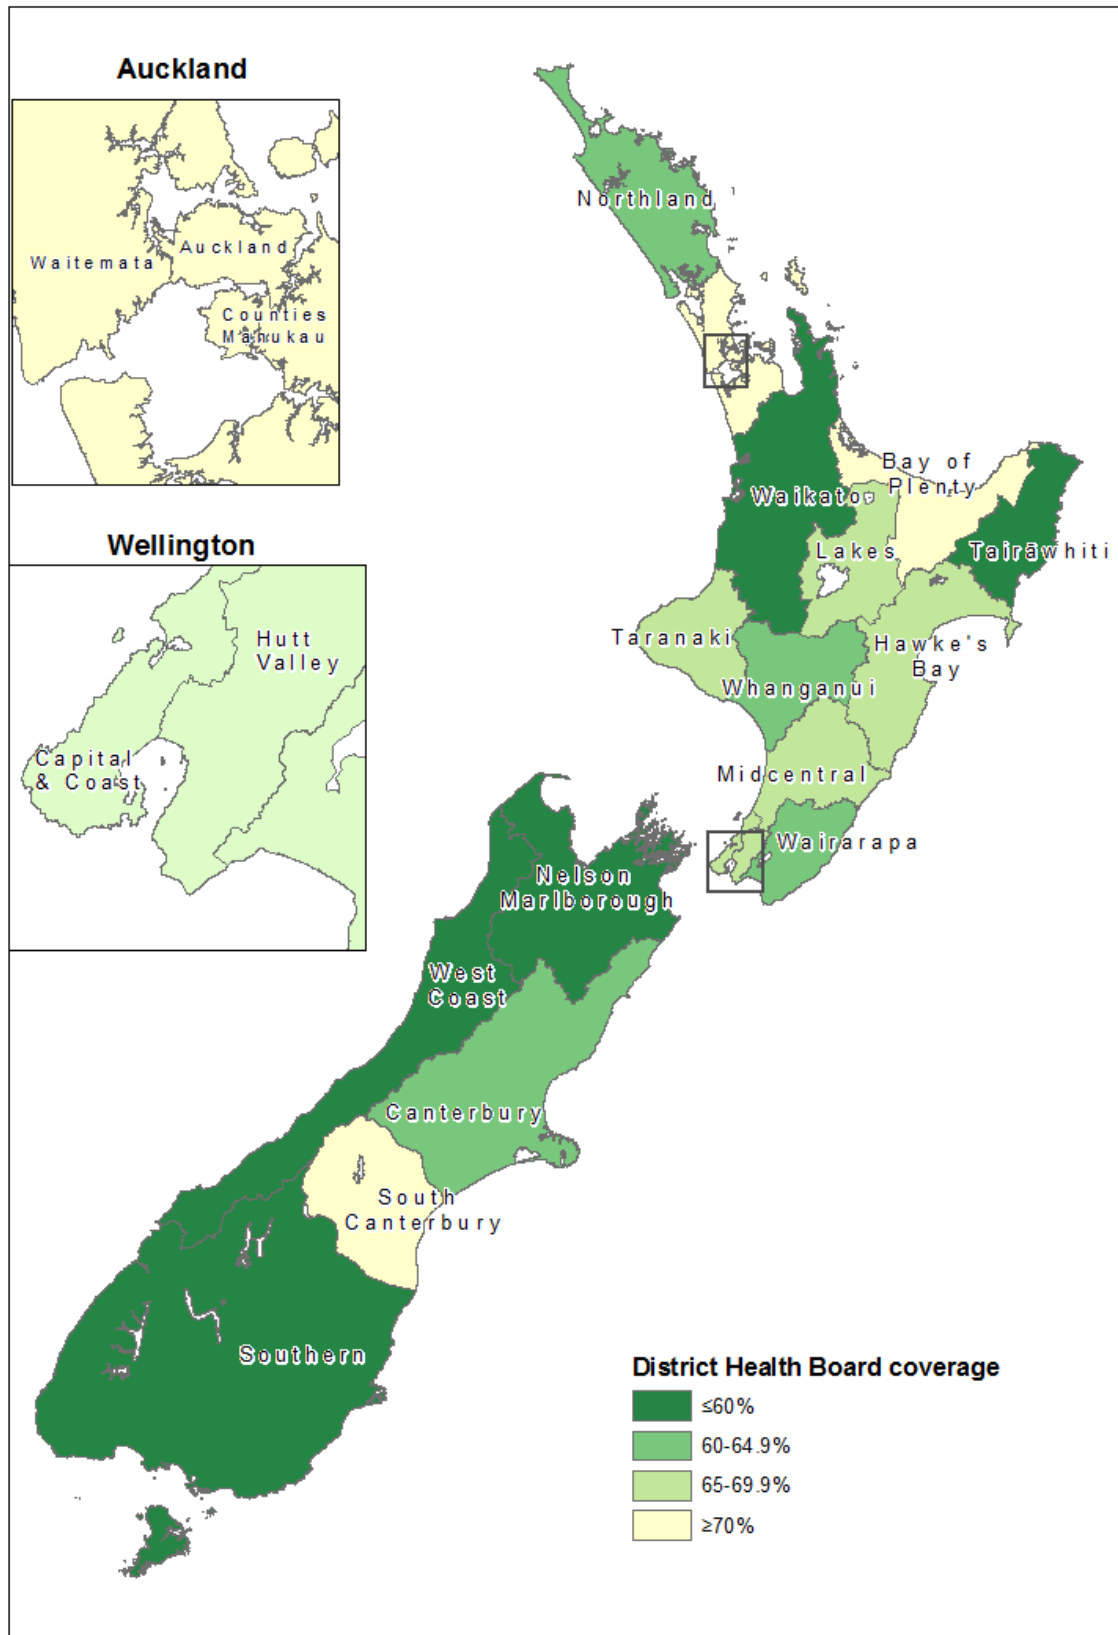 Auckland
Waitemata
Auckland
Counties
Manukau
Wellington
Hutt
Valley
Capital
& Coast
Northland
Bay of
Plenty
Waikato
Tairāwhiti
Lakes
Taranaki
Hawke's
Bay
Whanganui
Midcentral
Wairarapa
Nelson
Marlborough
West
Coast
Canterbury
South
Canterbury
Southern
District Health Board coverage
≤60%
60-64.9%
65-69.9%
≥70%